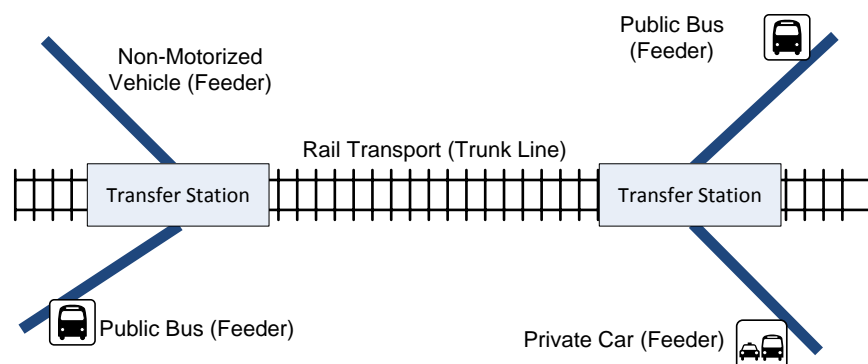 Non-Motorized
Vehicle (Feeder)
Public Bus
(Feeder)
Rail Transport (Trunk Line)
Transfer Station
Transfer Station
Public Bus (Feeder)
Private Car (Feeder)